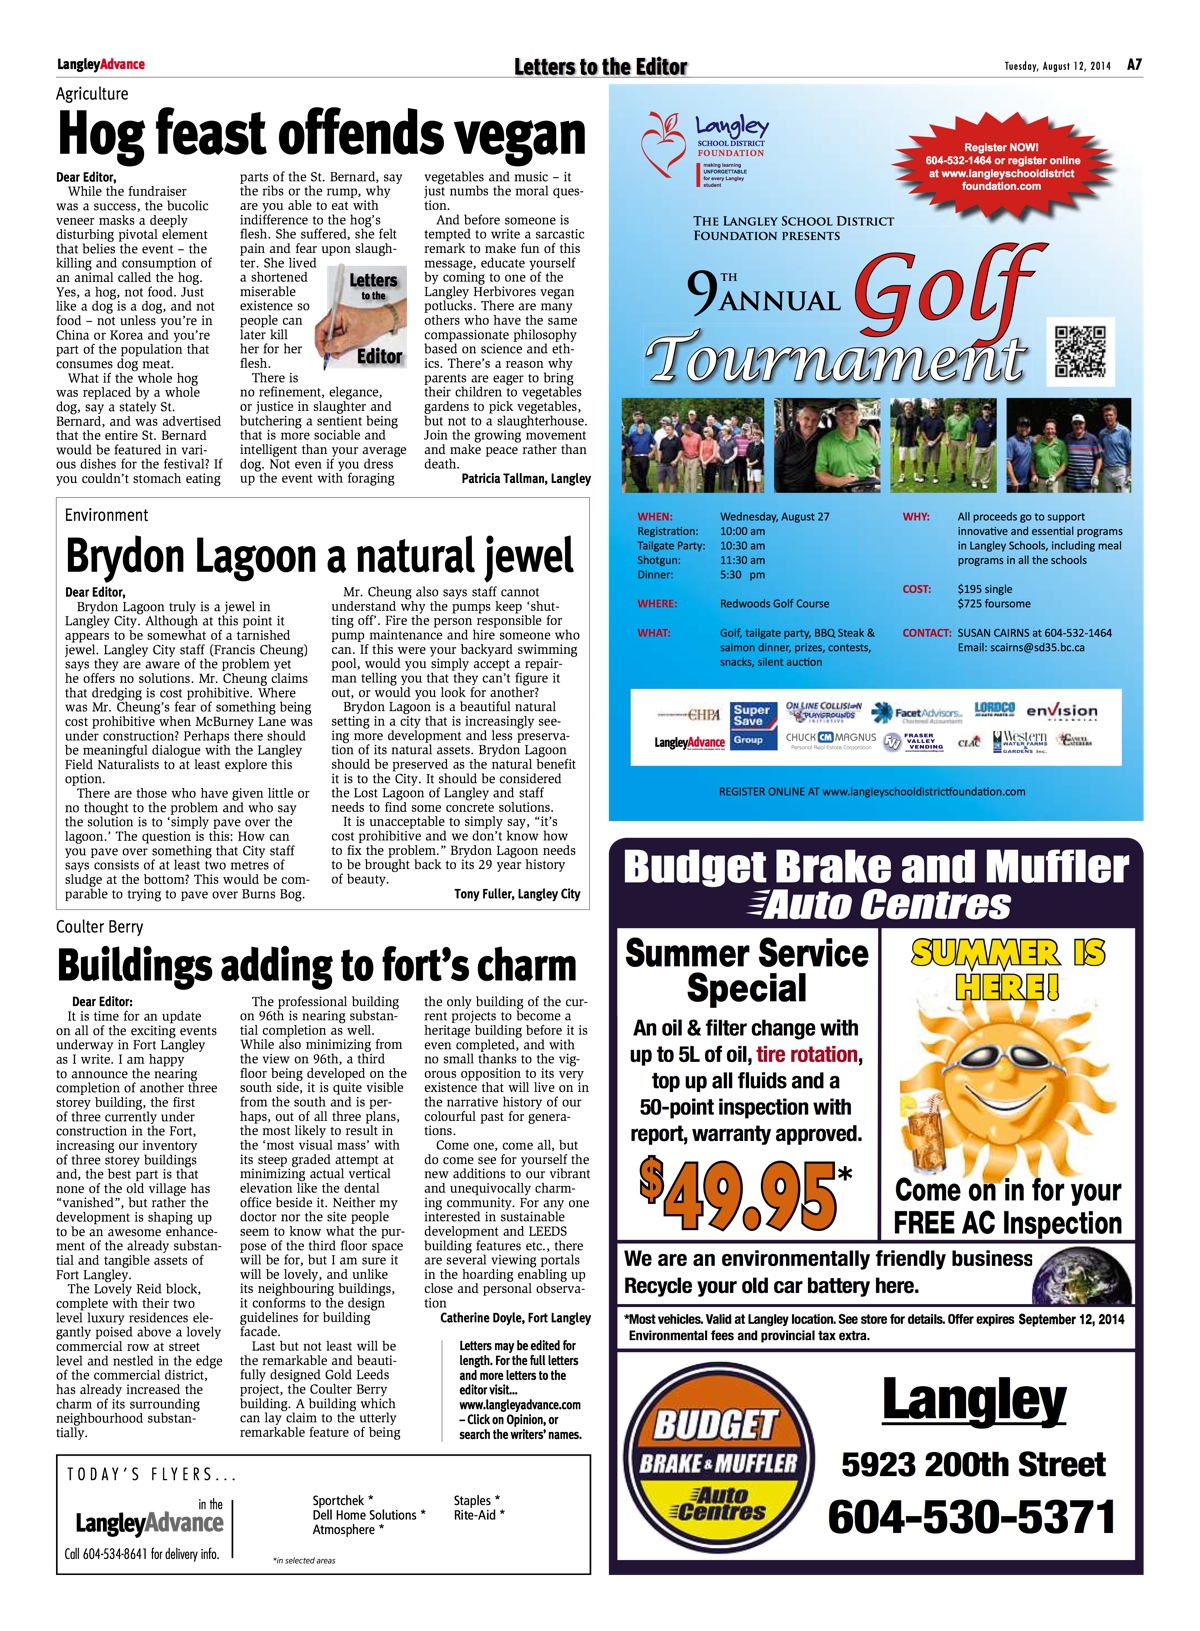 LangleyAdvance
Letters to the Editor
Tuesday, August 12, 2014 A7
Agriculture
Hog feast offends vegan
Dear Editor,
While the fundraiser
was a success, the bucolic
veneer masks a deeply
disturbing pivotal element
that belies the event – the
killing and consumption of
an animal called the hog.
Yes, a hog, not food. Just
like a dog is a dog, and not
food – not unless you're in
China or Korea and you're
part of the population that
consumes dog meat.
What if the whole hog
was replaced by a whole
dog, say a stately St.
Bernard, and was advertised
that the entire St. Bernard
would be featured in vari-
ous dishes for the festival? If
you couldn't stomach eating
parts of the St. Bernard, say
the ribs or the rump, why
are you able to eat with
indifference to the hog's
flesh. She suffered, she felt
pain and fear upon slaugh-
ter. She lived
a shortened
miserable
existence so
people can
later kill
her for her
flesh.
There is
no refinement, elegance,
or justice in slaughter and
butchering a sentient being
that is more sociable and
intelligent than your average
dog. Not even if you dress
up the event with foraging
Letters
to the
Editor
vegetables and music – it
just numbs the moral ques-
tion.
And before someone is
tempted to write a sarcastic
remark to make fun of this
message, educate yourself
by coming to one of the
Langley Herbivores vegan
potlucks. There are many
others who have the same
compassionate philosophy
based on science and eth-
ics. There's a reason why
parents are eager to bring
their children to vegetables
gardens to pick vegetables,
but not to a slaughterhouse.
Join the growing movement
and make peace rather than
death.
Patricia Tallman, Langley
Environment
Brydon Lagoon a natural jewel
Dear Editor,
Brydon Lagoon truly is a jewel in
Langley City. Although at this point it
appears to be somewhat of a tarnished
jewel. Langley City staff (Francis Cheung)
says they are aware of the problem yet
he offers no solutions. Mr. Cheung claims
that dredging is cost prohibitive. Where
was Mr. Cheung's fear of something being
cost prohibitive when McBurney Lane was
under construction? Perhaps there should
be meaningful dialogue with the Langley
Field Naturalists to at least explore this
option.
There are those who have given little or
no thought to the problem and who say
the solution is to 'simply pave over the
lagoon.' The question is this: How can
you pave over something that City staff
says consists of at least two metres of
sludge at the bottom? This would be com-
parable to trying to pave over Burns Bog.
Mr. Cheung also says staff cannot
understand why the pumps keep 'shut-
ting off'. Fire the person responsible for
pump maintenance and hire someone who
can. If this were your backyard swimming
pool, would you simply accept a repair-
man telling you that they can't figure it
out, or would you look for another?
Brydon Lagoon is a beautiful natural
setting in a city that is increasingly see-
ing more development and less preserva-
tion of its natural assets. Brydon Lagoon
should be preserved as the natural benefit
it is to the City. It should be considered
the Lost Lagoon of Langley and staff
needs to find some concrete solutions.
It is unacceptable to simply say, "it's
cost prohibitive and we don't know how
to fix the problem." Brydon Lagoon needs
to be brought back to its 29 year history
of beauty.
Tony Fuller, Langley City
Coulter Berry
Buildings adding to fort's charm
Dear Editor:
It is time for an update
on all of the exciting events
underway in Fort Langley
as I write. I am happy
to announce the nearing
completion of another three
storey building, the first
of three currently under
construction in the Fort,
increasing our inventory
of three storey buildings
and, the best part is that
none of the old village has
"vanished", but rather the
development is shaping up
to be an awesome enhance-
ment of the already substan-
tial and tangible assets of
Fort Langley.
The Lovely Reid block,
complete with their two
level luxury residences ele-
gantly poised above a lovely
commercial row at street
level and nestled in the edge
of the commercial district,
has already increased the
charm of its surrounding
neighbourhood substan-
tially.
The professional building
on 96th is nearing substan-
tial completion as well.
While also minimizing from
the view on 96th, a third
floor being developed on the
south side, it is quite visible
from the south and is per-
haps, out of all three plans,
the most likely to result in
the 'most visual mass' with
its steep graded attempt at
minimizing actual vertical
elevation like the dental
office beside it. Neither my
doctor nor the site people
seem to know what the pur-
pose of the third floor space
will be for, but I am sure it
will be lovely, and unlike
its neighbouring buildings,
it conforms to the design
guidelines for building
facade.
Last but not least will be
the remarkable and beauti-
fully designed Gold Leeds
project, the Coulter Berry
building. A building which
can lay claim to the utterly
remarkable feature of being
the only building of the cur-
rent projects to become a
heritage building before it is
even completed, and with
no small thanks to the vig-
orous opposition to its very
existence that will live on in
the narrative history of our
colourful past for genera-
tions.
Come one, come all, but
do come see for yourself the
new additions to our vibrant
and unequivocally charm-
ing community. For any one
interested in sustainable
development and LEEDS
building features etc., there
are several viewing portals
in the hoarding enabling up
close and personal observa-
tion
Catherine Doyle, Fort Langley
Letters may be edited for
length. For the full letters
and more letters to the
editor visit...
www.langleyadvance.com
– Click on Opinion, or
search the writers' names.
TODAY'S FLYERS...
in the
LangleyAdvance
Call 604-534-8641 for delivery info.
Sportchek *
Dell Home Solutions *
Atmosphere *
Staples *
Rite-Aid *
*in selected areas
Langley
SCHOOL DISTRICT
FOUNDATION
making learning
UNFORGETTABLE
for every Langley
student
Register NOW!
604-532-1464 or register online
at www.langleyschooldistrict
foundation.com
THE LANGLEY SCHOOL DISTRICT
FOUNDATION PRESENTS
9TH ANNUAL Golf
Tournament
WHEN: Wednesday, August 27
Registration: 10:00 am
Tailgate Party: 10:30 am
Shotgun: 11:30 am
Dinner: 5:30 pm
WHERE: Redwoods Golf Course
WHAT: Golf, tailgate party, BBQ Steak &
salmon dinner, prizes, contests,
snacks, silent auction
WHY: All proceeds go to support
innovative and essential programs
in Langley Schools, including meal
programs in all the schools
COST: $195 single
$725 foursome
CONTACT: SUSAN CAIRNS at 604-532-1464
Email: scairns@sd35.bc.ca
CHPA
Super
Save
Group
ONLINE COLLISION
PLAYGROUNDS
INITIATIVE
FacetAdvisors
Chartered Accountants
LORDCO
AUTO PARTS
envision
FINANCIAL
LangleyAdvance
CHUCK CM MAGNUS
Personal Real Estate Corporation
FVV
FRASER
VALLEY
VENDING
CLAC
Western
WATER FARMS
&
GARDENS Inc.
CATERERS
REGISTER ONLINE AT www.langleyschooldistrictfoundation.com
Budget Brake and Muffler
Auto Centres
Summer Service
Special
An oil & filter change with
up to 5L of oil, tire rotation,
top up all fluids and a
50-point inspection with
report, warranty approved.
$49.95*
SUMMER IS
HERE!
Come on in for your
FREE AC Inspection
We are an environmentally friendly business
Recycle your old car battery here.
*Most vehicles. Valid at Langley location. See store for details. Offer expires September 12, 2014
Environmental fees and provincial tax extra.
BUDGET
BRAKE & MUFFLER
Auto
Centres
Langley
5923 200th Street
604-530-5371